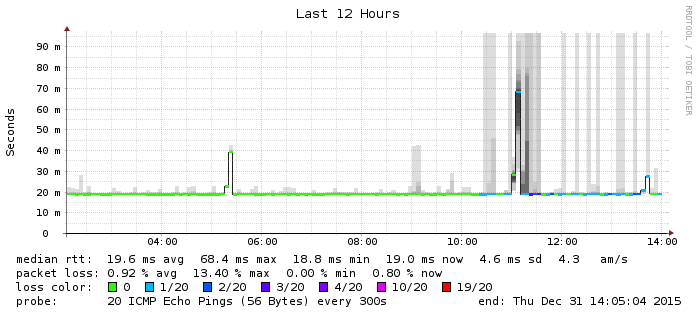 Last 12 Hours
RRDTOOL / TOBI OETIKER
Seconds
90 m
80 m
70 m
60 m
50 m
40 m
30 m
20 m
10 m
0
04:00 06:00 08:00 10:00 12:00 14:00
median rtt: 19.6 ms avg 68.4 ms max 18.8 ms min 19.0 ms now 4.6 ms sd 4.3 am/s
packet loss: 0.92 % avg 13.40 % max 0.00 % min 0.80 % now
loss color: 0 1/20 2/20 3/20 4/20 10/20 19/20
probe: 20 ICMP Echo Pings (56 Bytes) every 300s end: Thu Dec 31 14:05:04 2015